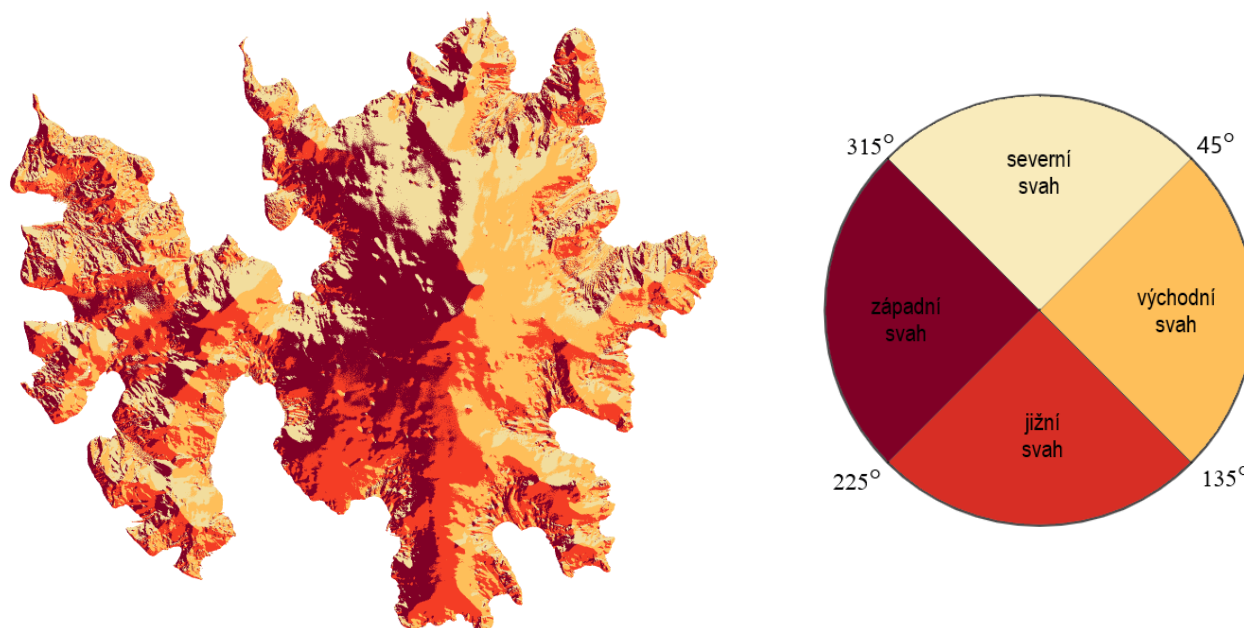 315°
severní
svah
45°
západní
svah
východní
svah
jižní
svah
225°
135°